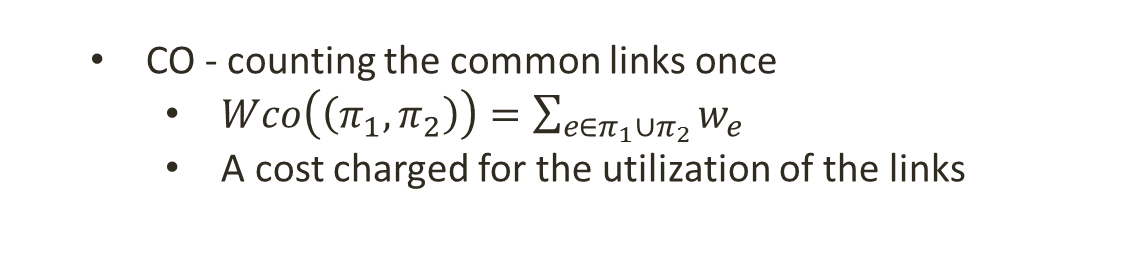 • CO - counting the common links once
• Wco((π₁, π₂)) = ∑ₑ∈π₁∪π₂ wₑ
• A cost charged for the utilization of the links